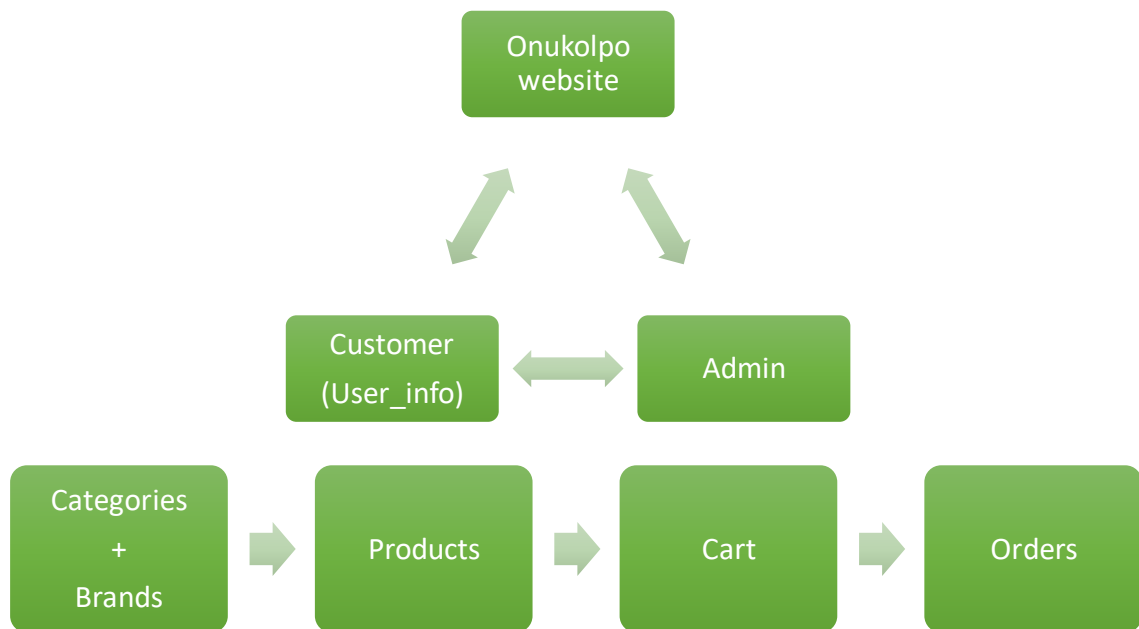 Onukolpo
website
Customer
(User_info)
Admin
Categories
+
Brands
Products
Cart
Orders